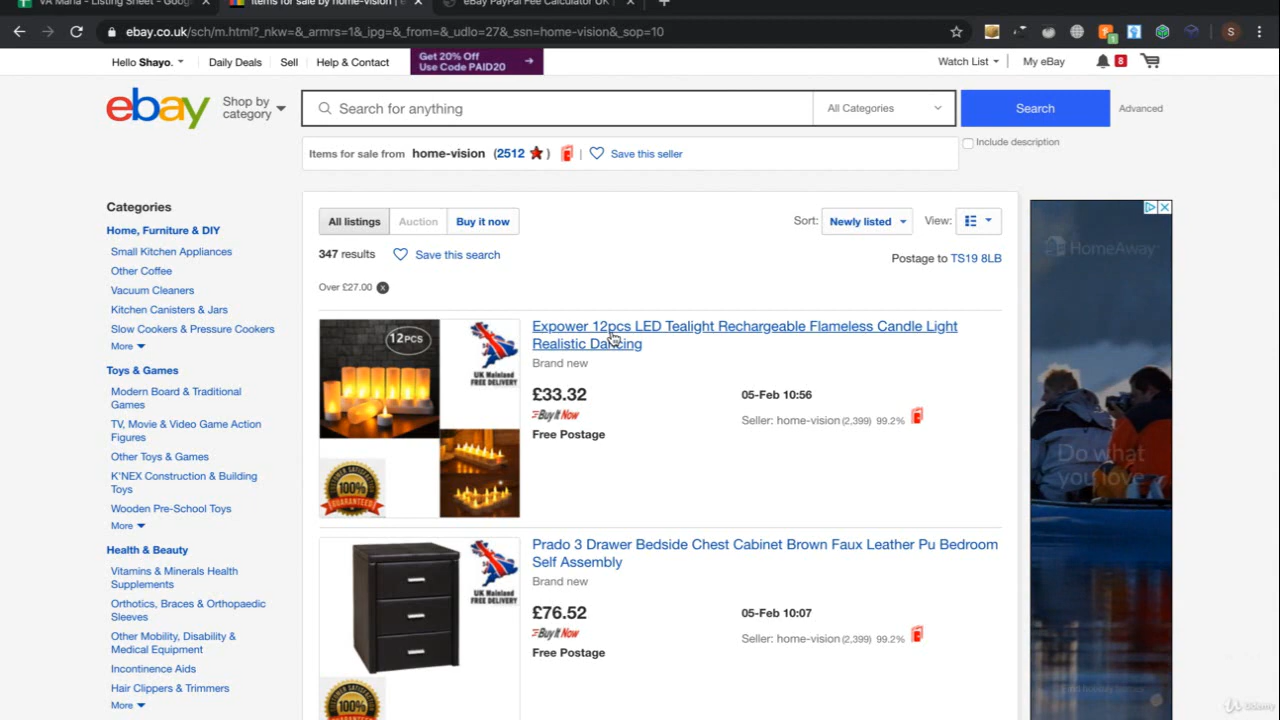 VA Maria - Listing Sheet - Goog
Items for sale by home-vision | e
eBay PayPal Fee Calculator UK
ebay.co.uk/sch/m.html?_nkw=&_armrs=1&_ipg=&_from=&_udlo=27&_ssn=home-vision&_sop=10
S
1
Hello Shayo.
Daily Deals
Sell
Help & Contact
Get 20% Off
Use Code PAID20
Watch List
My eBay
8
ebay
Shop by
category
Search for anything
All Categories
Search
Advanced
Include description
Items for sale from home-vision (2512 ) | Save this seller
Categories
Home, Furniture & DIY
Small Kitchen Appliances
Other Coffee
Vacuum Cleaners
Kitchen Canisters & Jars
Slow Cookers & Pressure Cookers
More
Toys & Games
Modern Board & Traditional
Games
TV, Movie & Video Game Action
Figures
Other Toys & Games
K'NEX Construction & Building
Toys
Wooden Pre-School Toys
More
Health & Beauty
Vitamins & Minerals Health
Supplements
Orthotics, Braces & Orthopaedic
Sleeves
Other Mobility, Disability &
Medical Equipment
Incontinence Aids
Hair Clippers & Trimmers
More
All listings
Auction
Buy it now
Sort: Newly listed
View:
347 results
Save this search
Postage to TS19 8LB
Over £27.00
12PCS
UK Mainland
FREE DELIVERY
100%
GUARANTEED
Expower 12pcs LED Tealight Rechargeable Flameless Candle Light
Realistic Dancing
Brand new
£33.32
Buy It Now
Free Postage
05-Feb 10:56
Seller: home-vision (2,399) 99.2%
UK Mainland
FREE DELIVERY
100%
Prado 3 Drawer Bedside Chest Cabinet Brown Faux Leather Pu Bedroom
Self Assembly
Brand new
£76.52
Buy It Now
Free Postage
05-Feb 10:07
Seller: home-vision (2,399) 99.2%
HomeAway
Do what
you love
Udemy